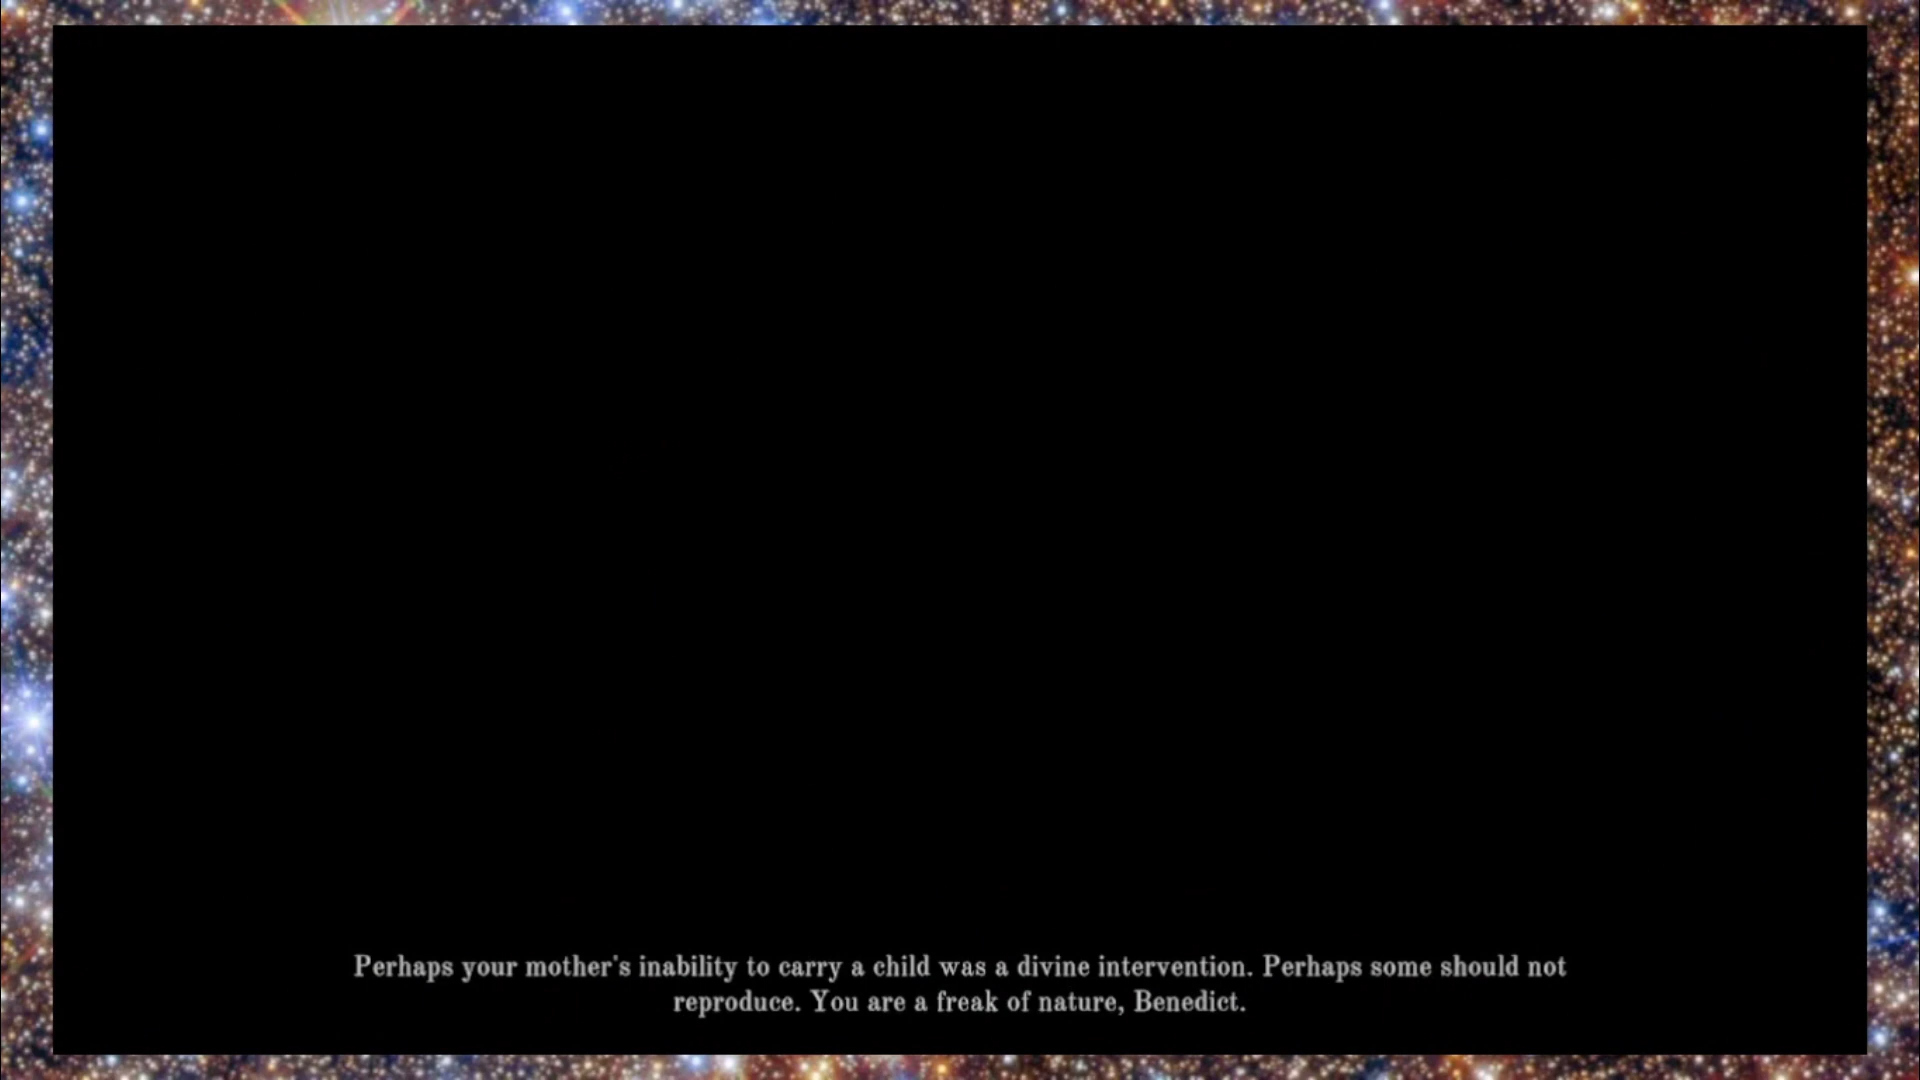 Perhaps your mother's inability to carry a child was a divine intervention. Perhaps some should not
reproduce. You are a freak of nature, Benedict.